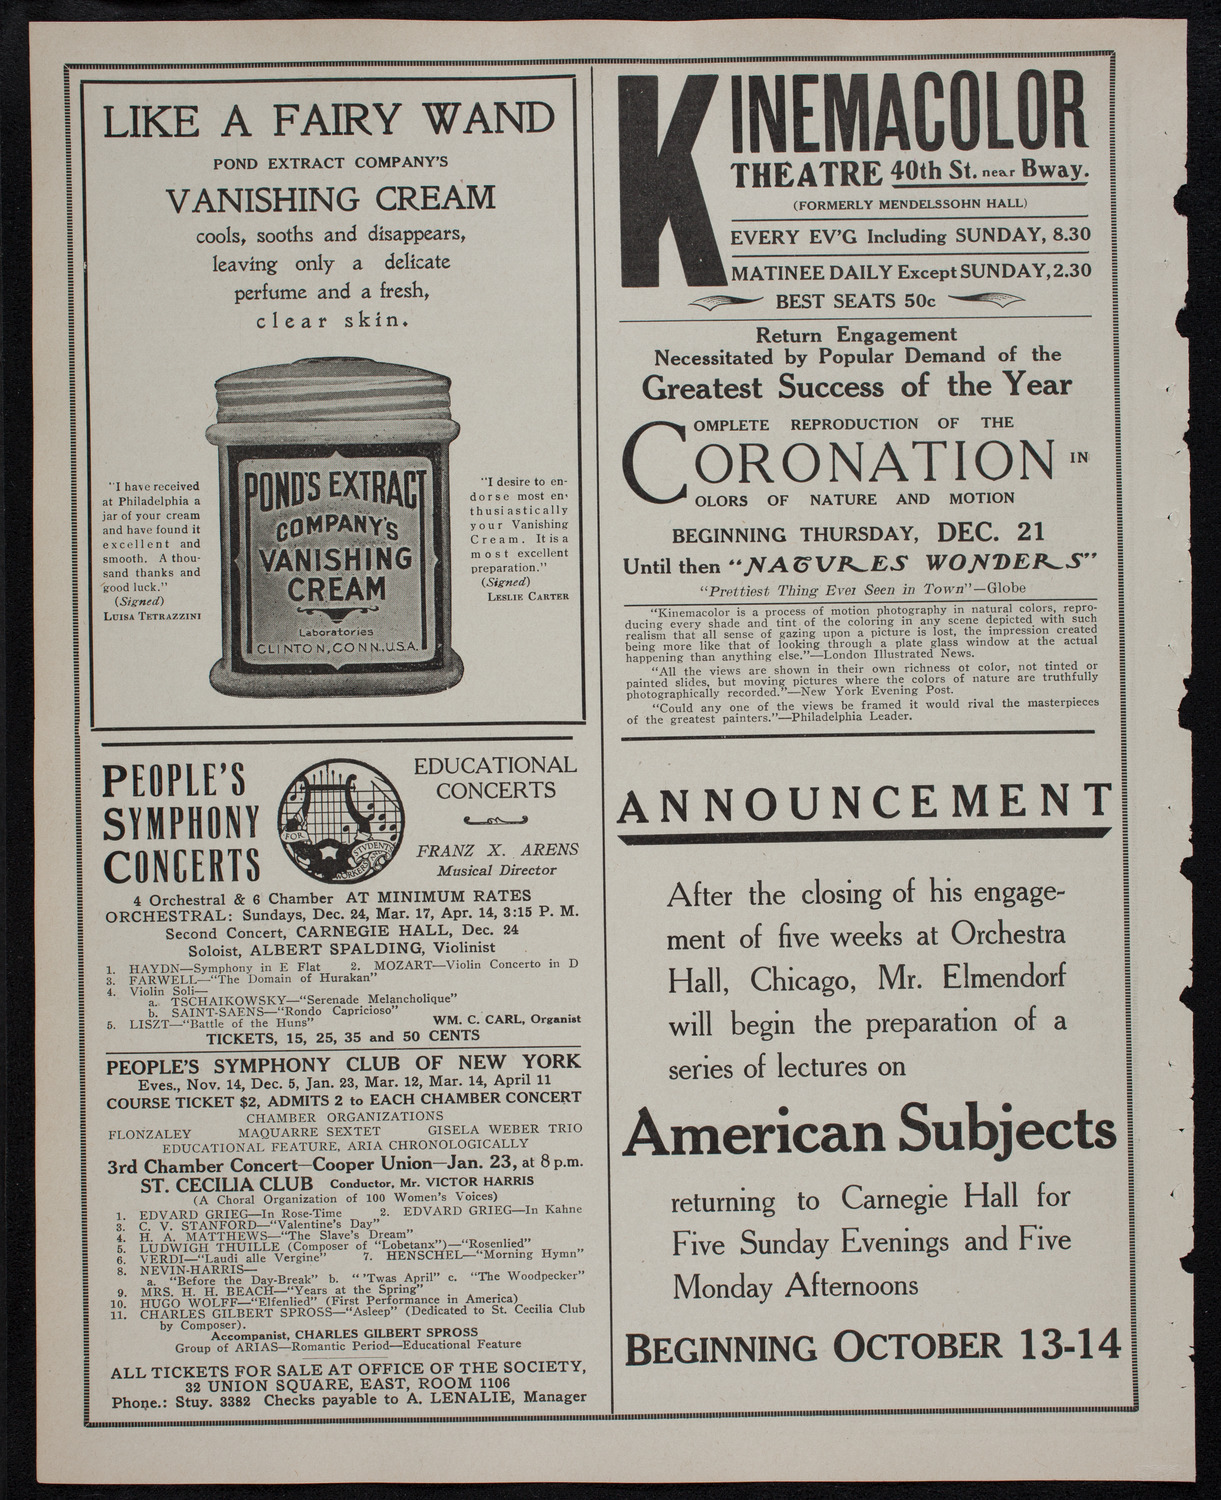 LIKE A FAIRY WAND
POND EXTRACT COMPANY'S
VANISHING CREAM
cools, sooths and disappears,
leaving only a delicate
perfume and a fresh,
clear skin.
"I have received
at Philadelphia a
jar of your cream
and have found it
excellent and
smooth. A thou-
sand thanks and
good luck."
(Signed)
LUISA TETRAZZINI
POND'S EXTRACT
COMPANY'S
VANISHING
CREAM
Laboratories
CLINTON, CONN., U.S.A.
"I desire to en-
dorse most en-
thusiastically
your Vanishing
Cream. It is a
most excellent
preparation."
(Signed)
LESLIE CARTER
PEOPLE'S
SYMPHONY
CONCERTS
FOR
STVDENTS
WORKERS
EDUCATIONAL
CONCERTS
FRANZ X. ARENS
Musical Director
4 Orchestral & 6 Chamber AT MINIMUM RATES
ORCHESTRAL: Sundays, Dec. 24, Mar. 17, Apr. 14, 3:15 P. M.
Second Concert, CARNEGIE HALL, Dec. 24
Soloist, ALBERT SPALDING, Violinist
1. HAYDN—Symphony in E Flat 2. MOZART—Violin Concerto in D
3. FARWELL—"The Domain of Hurakan"
4. Violin Soli—
a. TSCHAIKOWSKY—"Serenade Melancholique"
b. SAINT-SAENS—"Rondo Capricioso"
5. LISZT—"Battle of the Huns" WM. C. CARL, Organist
TICKETS, 15, 25, 35 and 50 CENTS
PEOPLE'S SYMPHONY CLUB OF NEW YORK
Eves., Nov. 14, Dec. 5, Jan. 23, Mar. 12, Mar. 14, April 11
COURSE TICKET $2, ADMITS 2 to EACH CHAMBER CONCERT
CHAMBER ORGANIZATIONS
FLONZALEY MAQUARRE SEXTET GISELA WEBER TRIO
EDUCATIONAL FEATURE, ARIA CHRONOLOGICALLY
3rd Chamber Concert—Cooper Union—Jan. 23, at 8 p.m.
ST. CECILIA CLUB Conductor, Mr. VICTOR HARRIS
(A Choral Organization of 100 Women's Voices)
1. EDVARD GRIEG—In Rose-Time 2. EDVARD GRIEG—In Kahne
3. C. V. STANFORD—"Valentine's Day"
4. H. A. MATTHEWS—"The Slave's Dream"
5. LUDWIGH THUILLE (Composer of "Lobetanx")—"Rosenlied"
6. VERDI—"Laudi alle Vergine" 7. HENSCHEL—"Morning Hymn"
8. NEVIN-HARRIS—
a. "Before the Day-Break" b. "'Twas April" c. "The Woodpecker"
9. MRS. H. H. BEACH—"Years at the Spring"
10. HUGO WOLFF—"Elfenlied" (First Performance in America)
11. CHARLES GILBERT SPROSS—"Asleep" (Dedicated to St. Cecilia Club
by Composer).
Accompanist, CHARLES GILBERT SPROSS
Group of ARIAS—Romantic Period—Educational Feature
ALL TICKETS FOR SALE AT OFFICE OF THE SOCIETY,
32 UNION SQUARE, EAST, ROOM 1106
Phone.: Stuy. 3382 Checks payable to A. LENALIE, Manager
KINEMACOLOR
THEATRE 40th St. near Bway.
(FORMERLY MENDELSSOHN HALL)
EVERY EV'G Including SUNDAY, 8.30
MATINEE DAILY Except SUNDAY, 2.30
BEST SEATS 50c
Return Engagement
Necessitated by Popular Demand of the
Greatest Success of the Year
COMPLETE REPRODUCTION OF THE
CORONATION IN
COLORS OF NATURE AND MOTION
BEGINNING THURSDAY, DEC. 21
Until then "NATURES WONDERS"
"Prettiest Thing Ever Seen in Town"—Globe
"Kinemacolor is a process of motion photography in natural colors, repro-
ducing every shade and tint of the coloring in any scene depicted with such
realism that all sense of gazing upon a picture is lost, the impression created
being more like that of looking through a plate glass window at the actual
happening than anything else."—London Illustrated News.
"All the views are shown in their own richness of color, not tinted or
painted slides, but moving pictures where the colors of nature are truthfully
photographically recorded."—New York Evening Post.
"Could any one of the views be framed it would rival the masterpieces
of the greatest painters."—Philadelphia Leader.
ANNOUNCEMENT
After the closing of his engage-
ment of five weeks at Orchestra
Hall, Chicago, Mr. Elmendorf
will begin the preparation of a
series of lectures on
American Subjects
returning to Carnegie Hall for
Five Sunday Evenings and Five
Monday Afternoons
BEGINNING OCTOBER 13-14